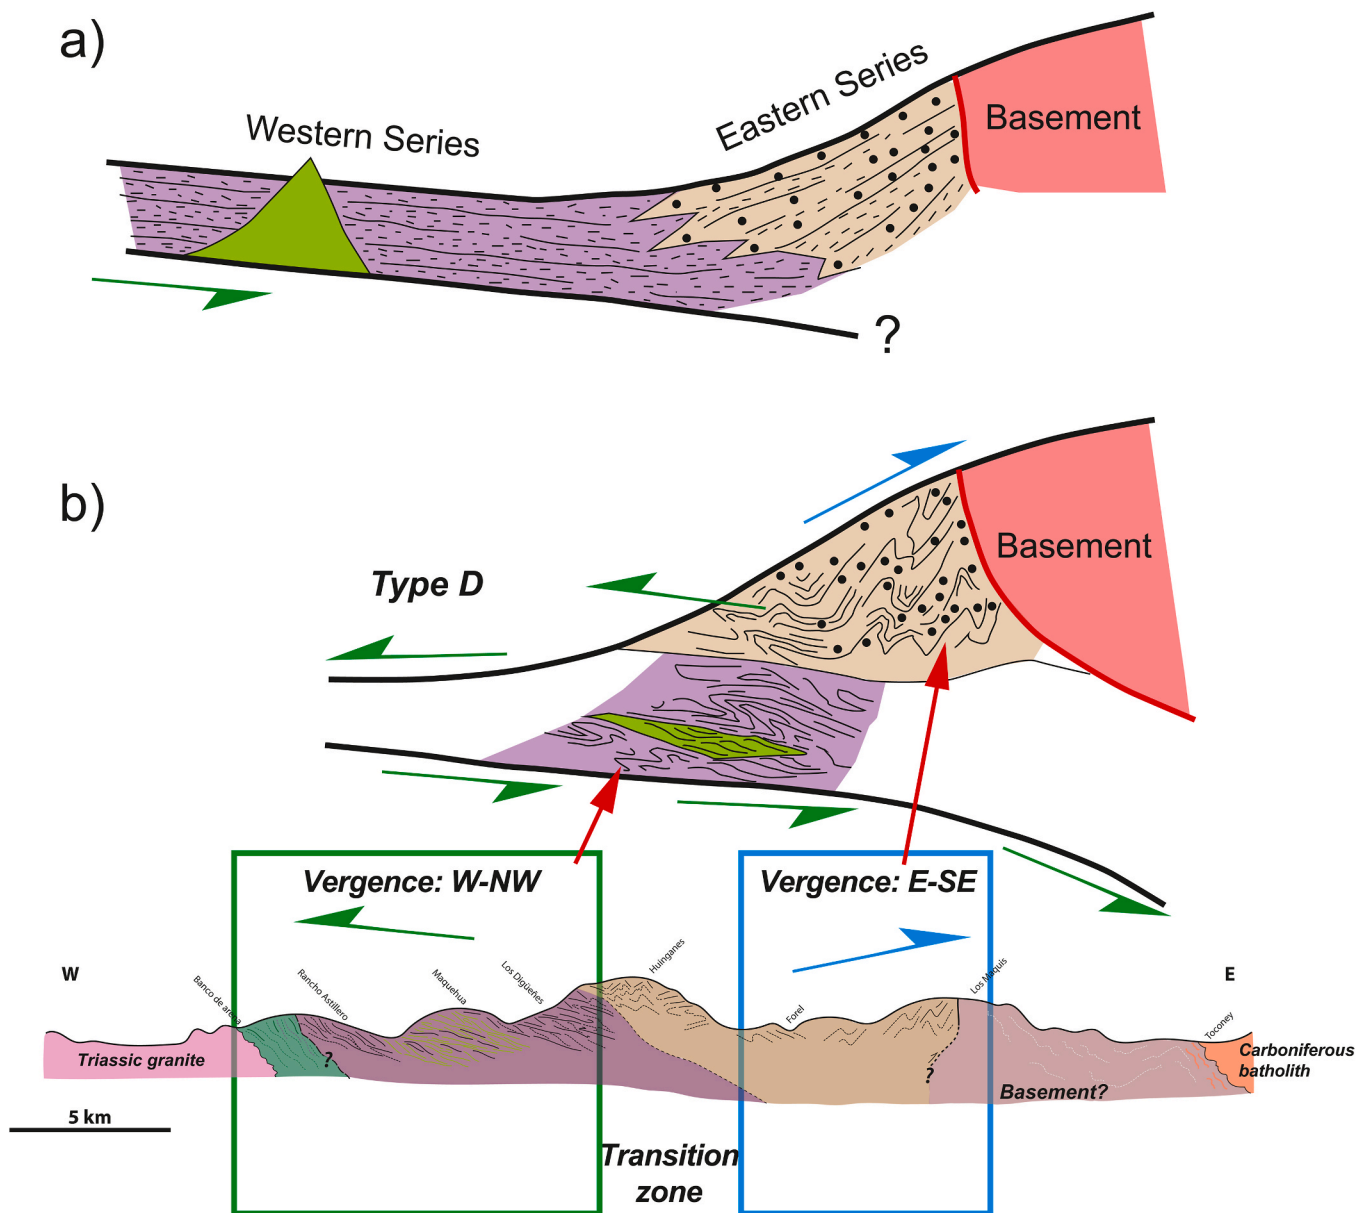 a)
Western Series
Eastern Series
Basement
?
b)
Type D
Basement
Vergence: W-NW
Vergence: E-SE
W
E
Banco de arena
Rancho Astillero
Maquehua
Los Digüeñes
Huinganes
Forel
Los Maquis
Toconey
Triassic granite
?
?
Basement?
Carboniferous
batholith
5 km
Transition
zone